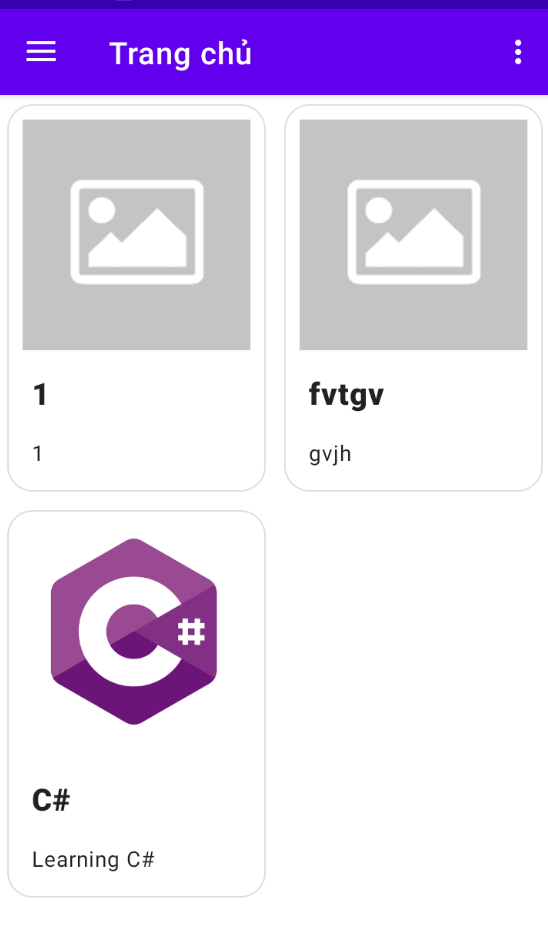 Trang chủ
1
1
fvtgv
gvjh
C#
C#
Learning C#